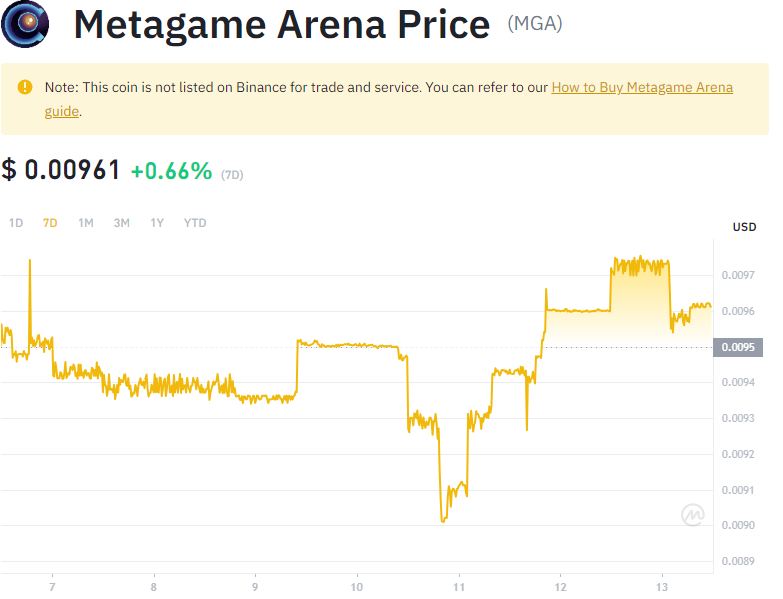 Metagame Arena Price (MGA)
Note: This coin is not listed on Binance for trade and service. You can refer to our How to Buy Metagame Arena
guide.
$ 0.00961 +0.66% (7D)
1D 7D 1M 3M 1Y YTD
USD
0.0097
0.0096
0.0095
0.0094
0.0093
0.0092
0.0091
0.0090
0.0089
7 8 9 10 11 12 13